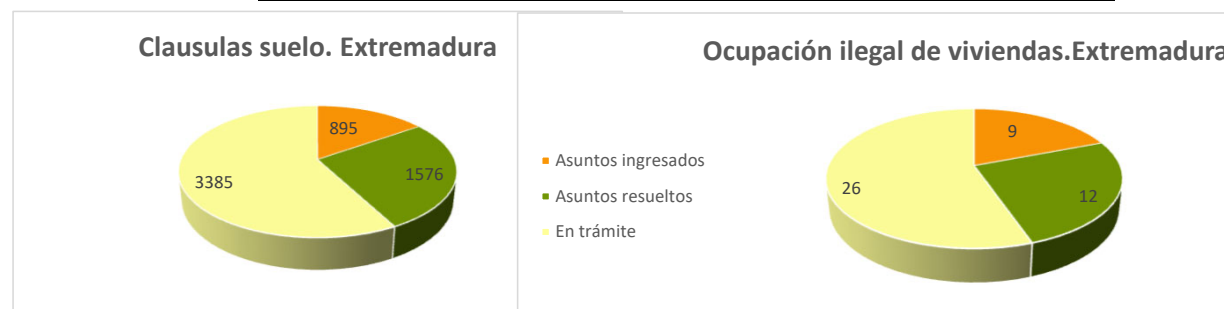 Clausulas suelo. Extremadura
895
1576
3385
Asuntos ingresados
Asuntos resueltos
En trámite
Ocupación ilegal de viviendas.Extremadura
9
12
26